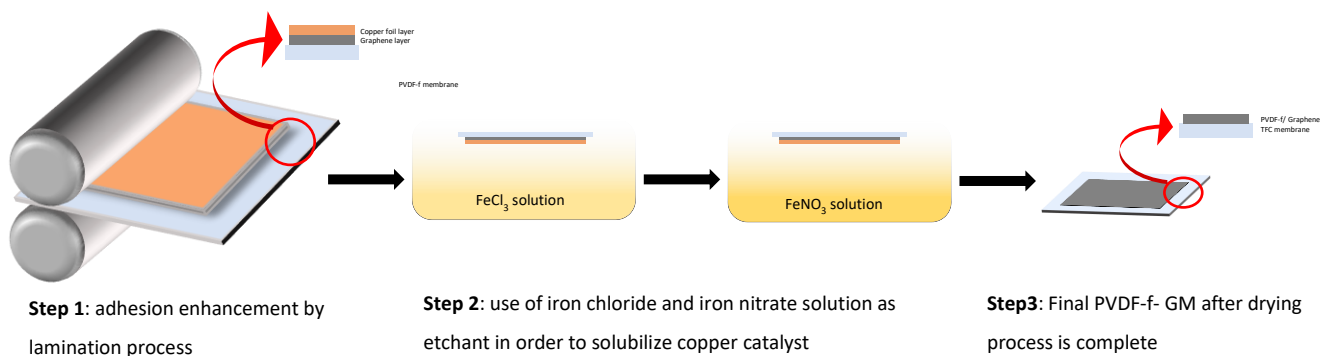 Copper foil layer
Graphene layer
PVDF-f membrane
FeCl3 solution
FeNO3 solution
PVDF-f/ Graphene
TFC membrane
Step 1: adhesion enhancement by
lamination process
Step 2: use of iron chloride and iron nitrate solution as
etchant in order to solubilize copper catalyst
Step3: Final PVDF-f- GM after drying
process is complete